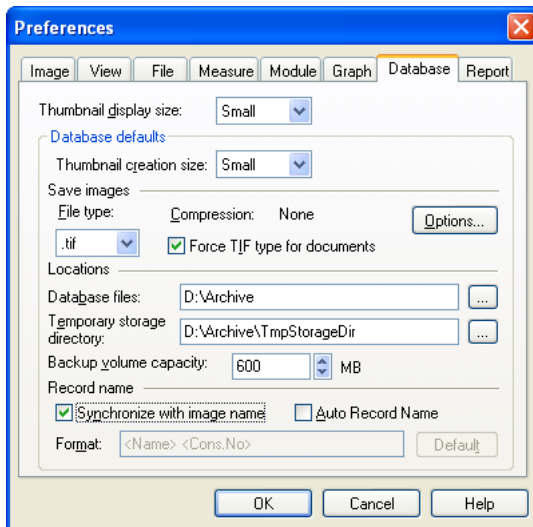 Preferences
Image View File Measure Module Graph Database Report
Thumbnail display size: Small
Database defaults
Thumbnail creation size: Small
Save images
File type: Compression: None Options...
.tif Force TIF type for documents
Locations
Database files: D:\Archive ...
Temporary storage
directory: D:\Archive\TmpStorageDir ...
Backup volume capacity: 600 MB
Record name
Synchronize with image name Auto Record Name
Format: <Name> <Cons.No> Default
OK Cancel Help